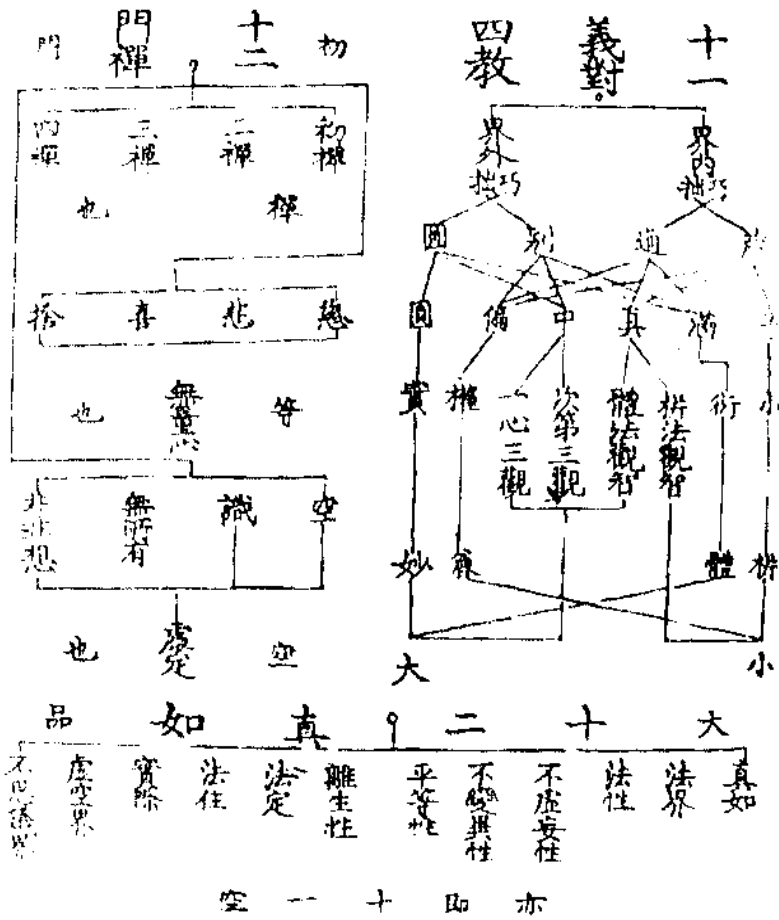 十一義對四教
界內巧拙 界外巧拙
通 別 圓
滿 真 中 偏 圓
小 衍 析法觀智 體法觀智 次第三觀 一心三觀 權 實
析 體 麁 妙
小 大
初 十二門禪 門
初禪 二禪 三禪 四禪
禪也
慈 悲 喜 捨
等 無量心 也
空 識 無所有 非非想
空處定也
大 十二真如 品
真如 法界 法性 不虛妄性 不變異性 平等性 離生性 法定 法住 實際 虛空界 不思議界
亦即十一空